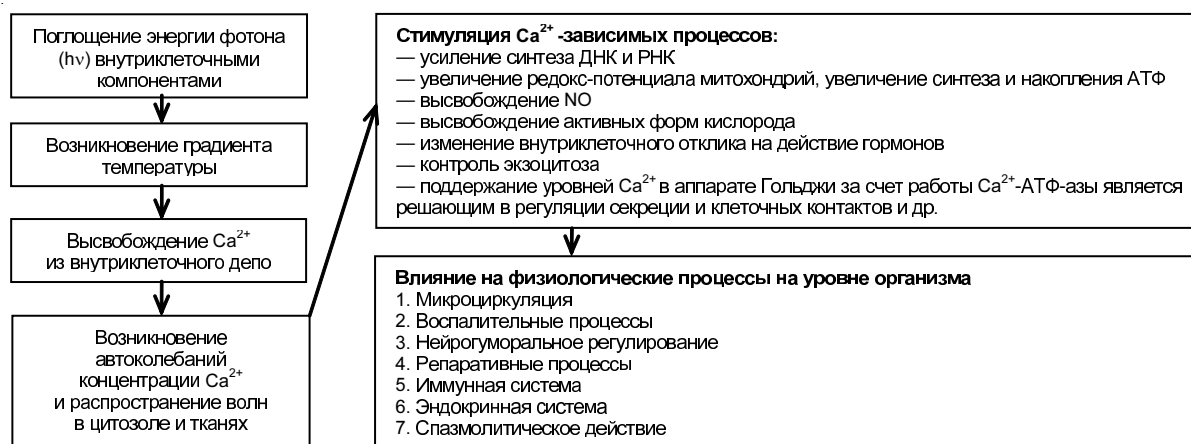 Поглощение энергии фотона
(hν) внутриклеточными
компонентами
Возникновение градиента
температуры
Высвобождение Ca²⁺
из внутриклеточного депо
Возникновение
автоколебаний
концентрации Ca²⁺
и распространение волн
в цитозоле и тканях
Стимуляция Ca²⁺ -зависимых процессов:
— усиление синтеза ДНК и РНК
— увеличение редокс-потенциала митохондрий, увеличение синтеза и накопления АТФ
— высвобождение NO
— высвобождение активных форм кислорода
— изменение внутриклеточного отклика на действие гормонов
— контроль экзоцитоза
— поддержание уровней Ca²⁺ в аппарате Гольджи за счет работы Ca²⁺-АТФ-азы является
решающим в регуляции секреции и клеточных контактов и др.
Влияние на физиологические процессы на уровне организма
1. Микроциркуляция
2. Воспалительные процессы
3. Нейрогуморальное регулирование
4. Репаративные процессы
5. Иммунная система
6. Эндокринная система
7. Спазмолитическое действие